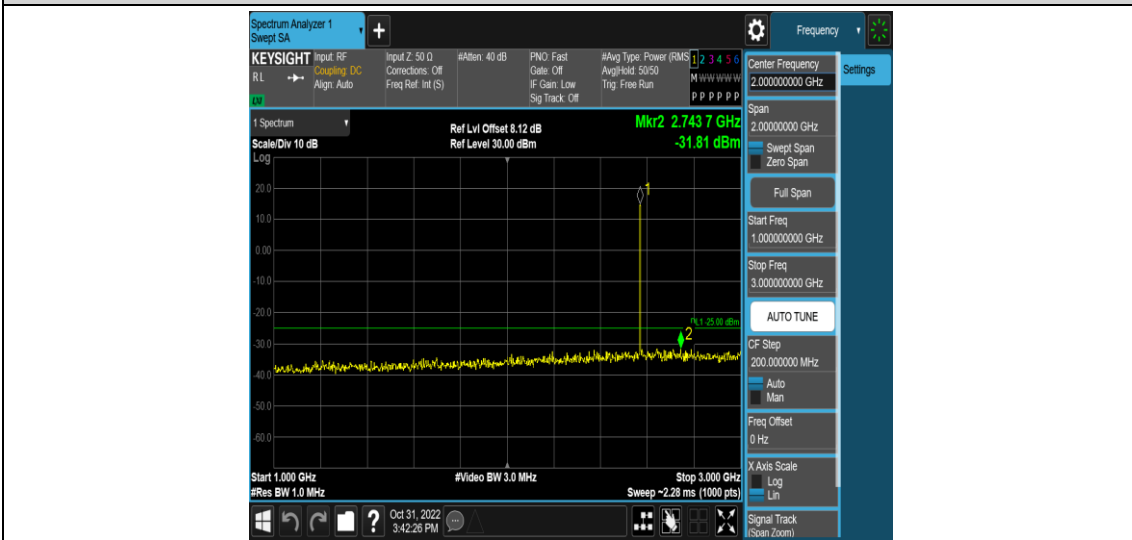 Spectrum Analyzer 1
Swept SA
+
Frequency
KEYSIGHT
RL
LXI
Input: RF
Coupling: DC
Align: Auto
Input Z: 50 Ω
Corrections: Off
Freq Ref: Int (S)
#Atten: 40 dB
PNO: Fast
Gate: Off
IF Gain: Low
Sig Track: Off
#Avg Type: Power (RMS
Avg|Hold: 50/50
Trig: Free Run
1 2 3 4 5 6
M W W W W W
P P P P P P
1 Spectrum
Scale/Div 10 dB
Log
Ref Lvl Offset 8.12 dB
Ref Level 30.00 dBm
Mkr2 2.743 7 GHz
-31.81 dBm
20.0
10.0
0.00
-10.0
-20.0
-30.0
-40.0
-50.0
-60.0
1
DL1 -25.00 dBm
2
Start 1.000 GHz
#Res BW 1.0 MHz
#Video BW 3.0 MHz
Stop 3.000 GHz
Sweep ~2.28 ms (1000 pts)
Oct 31, 2022
3:42:26 PM
?
Center Frequency
2.000000000 GHz
Settings
Span
2.00000000 GHz
Swept Span
Zero Span
Full Span
Start Freq
1.000000000 GHz
Stop Freq
3.000000000 GHz
AUTO TUNE
CF Step
200.000000 MHz
Auto
Man
Freq Offset
0 Hz
X Axis Scale
Log
Lin
Signal Track
(Span Zoom)